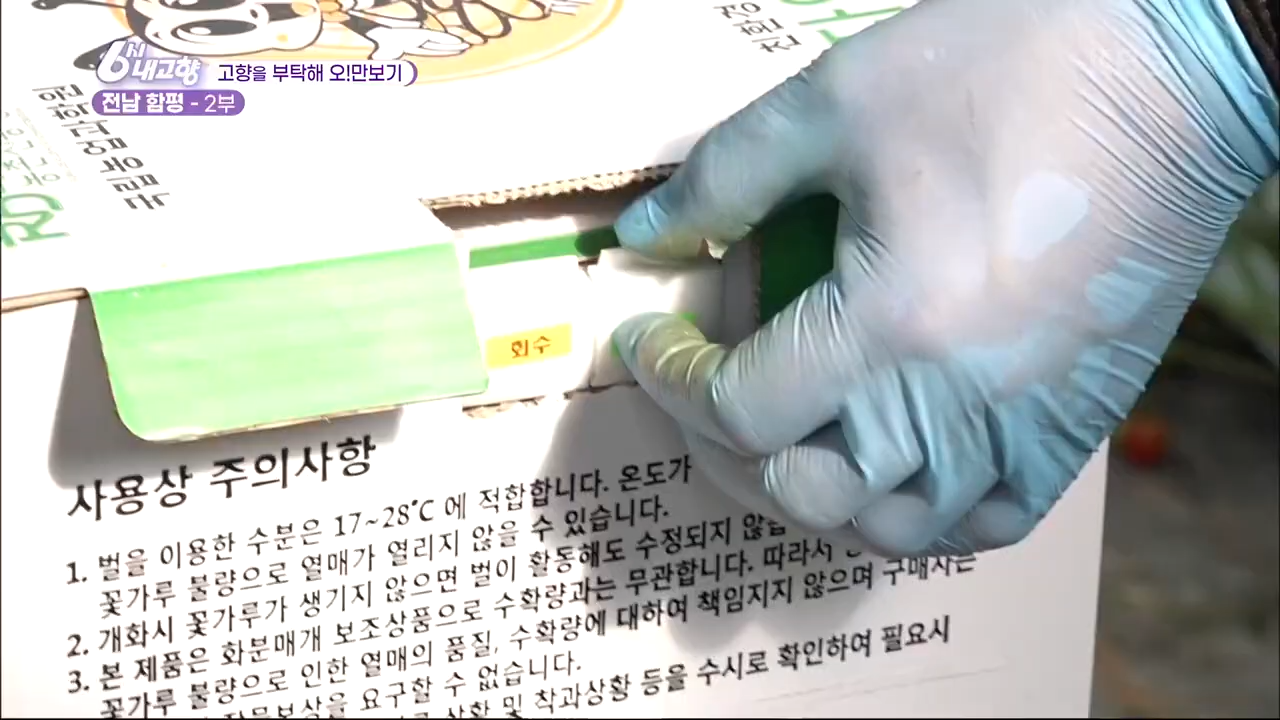 6시
내고향
고향을 부탁해 오!만보기
전남 함평 - 2부
회수
사용상 주의사항
1. 벌을 이용한 수분은 17~28℃ 에 적합합니다. 온도가
꽃가루 불량으로 열매가 열리지 않을 수 있습니다.
2. 개화시 꽃가루가 생기지 않으면 벌이 활동해도 수정되지 않음
3. 본 제품은 화분매개 보조상품으로 수확량과는 무관합니다. 따라서
꽃가루 불량으로 인한 열매의 품질, 수확량에 대하여 책임지지 않으며 구매자는
요구할 수 없습니다.
상황 및 착과상황 등을 수시로 확인하여 필요시